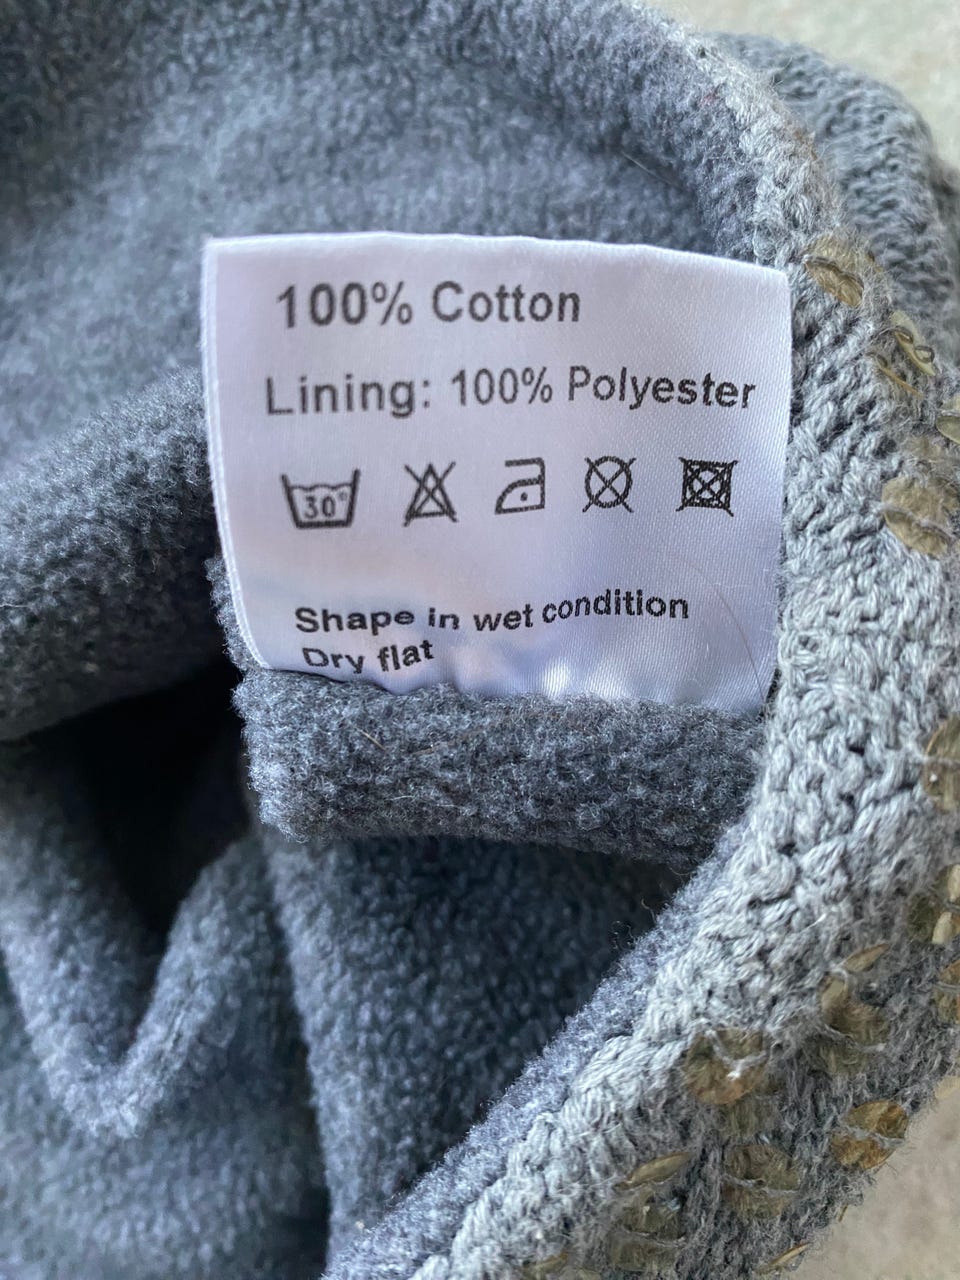 100% Cotton
Lining: 100% Polyester
30°
Shape in wet condition
Dry flat